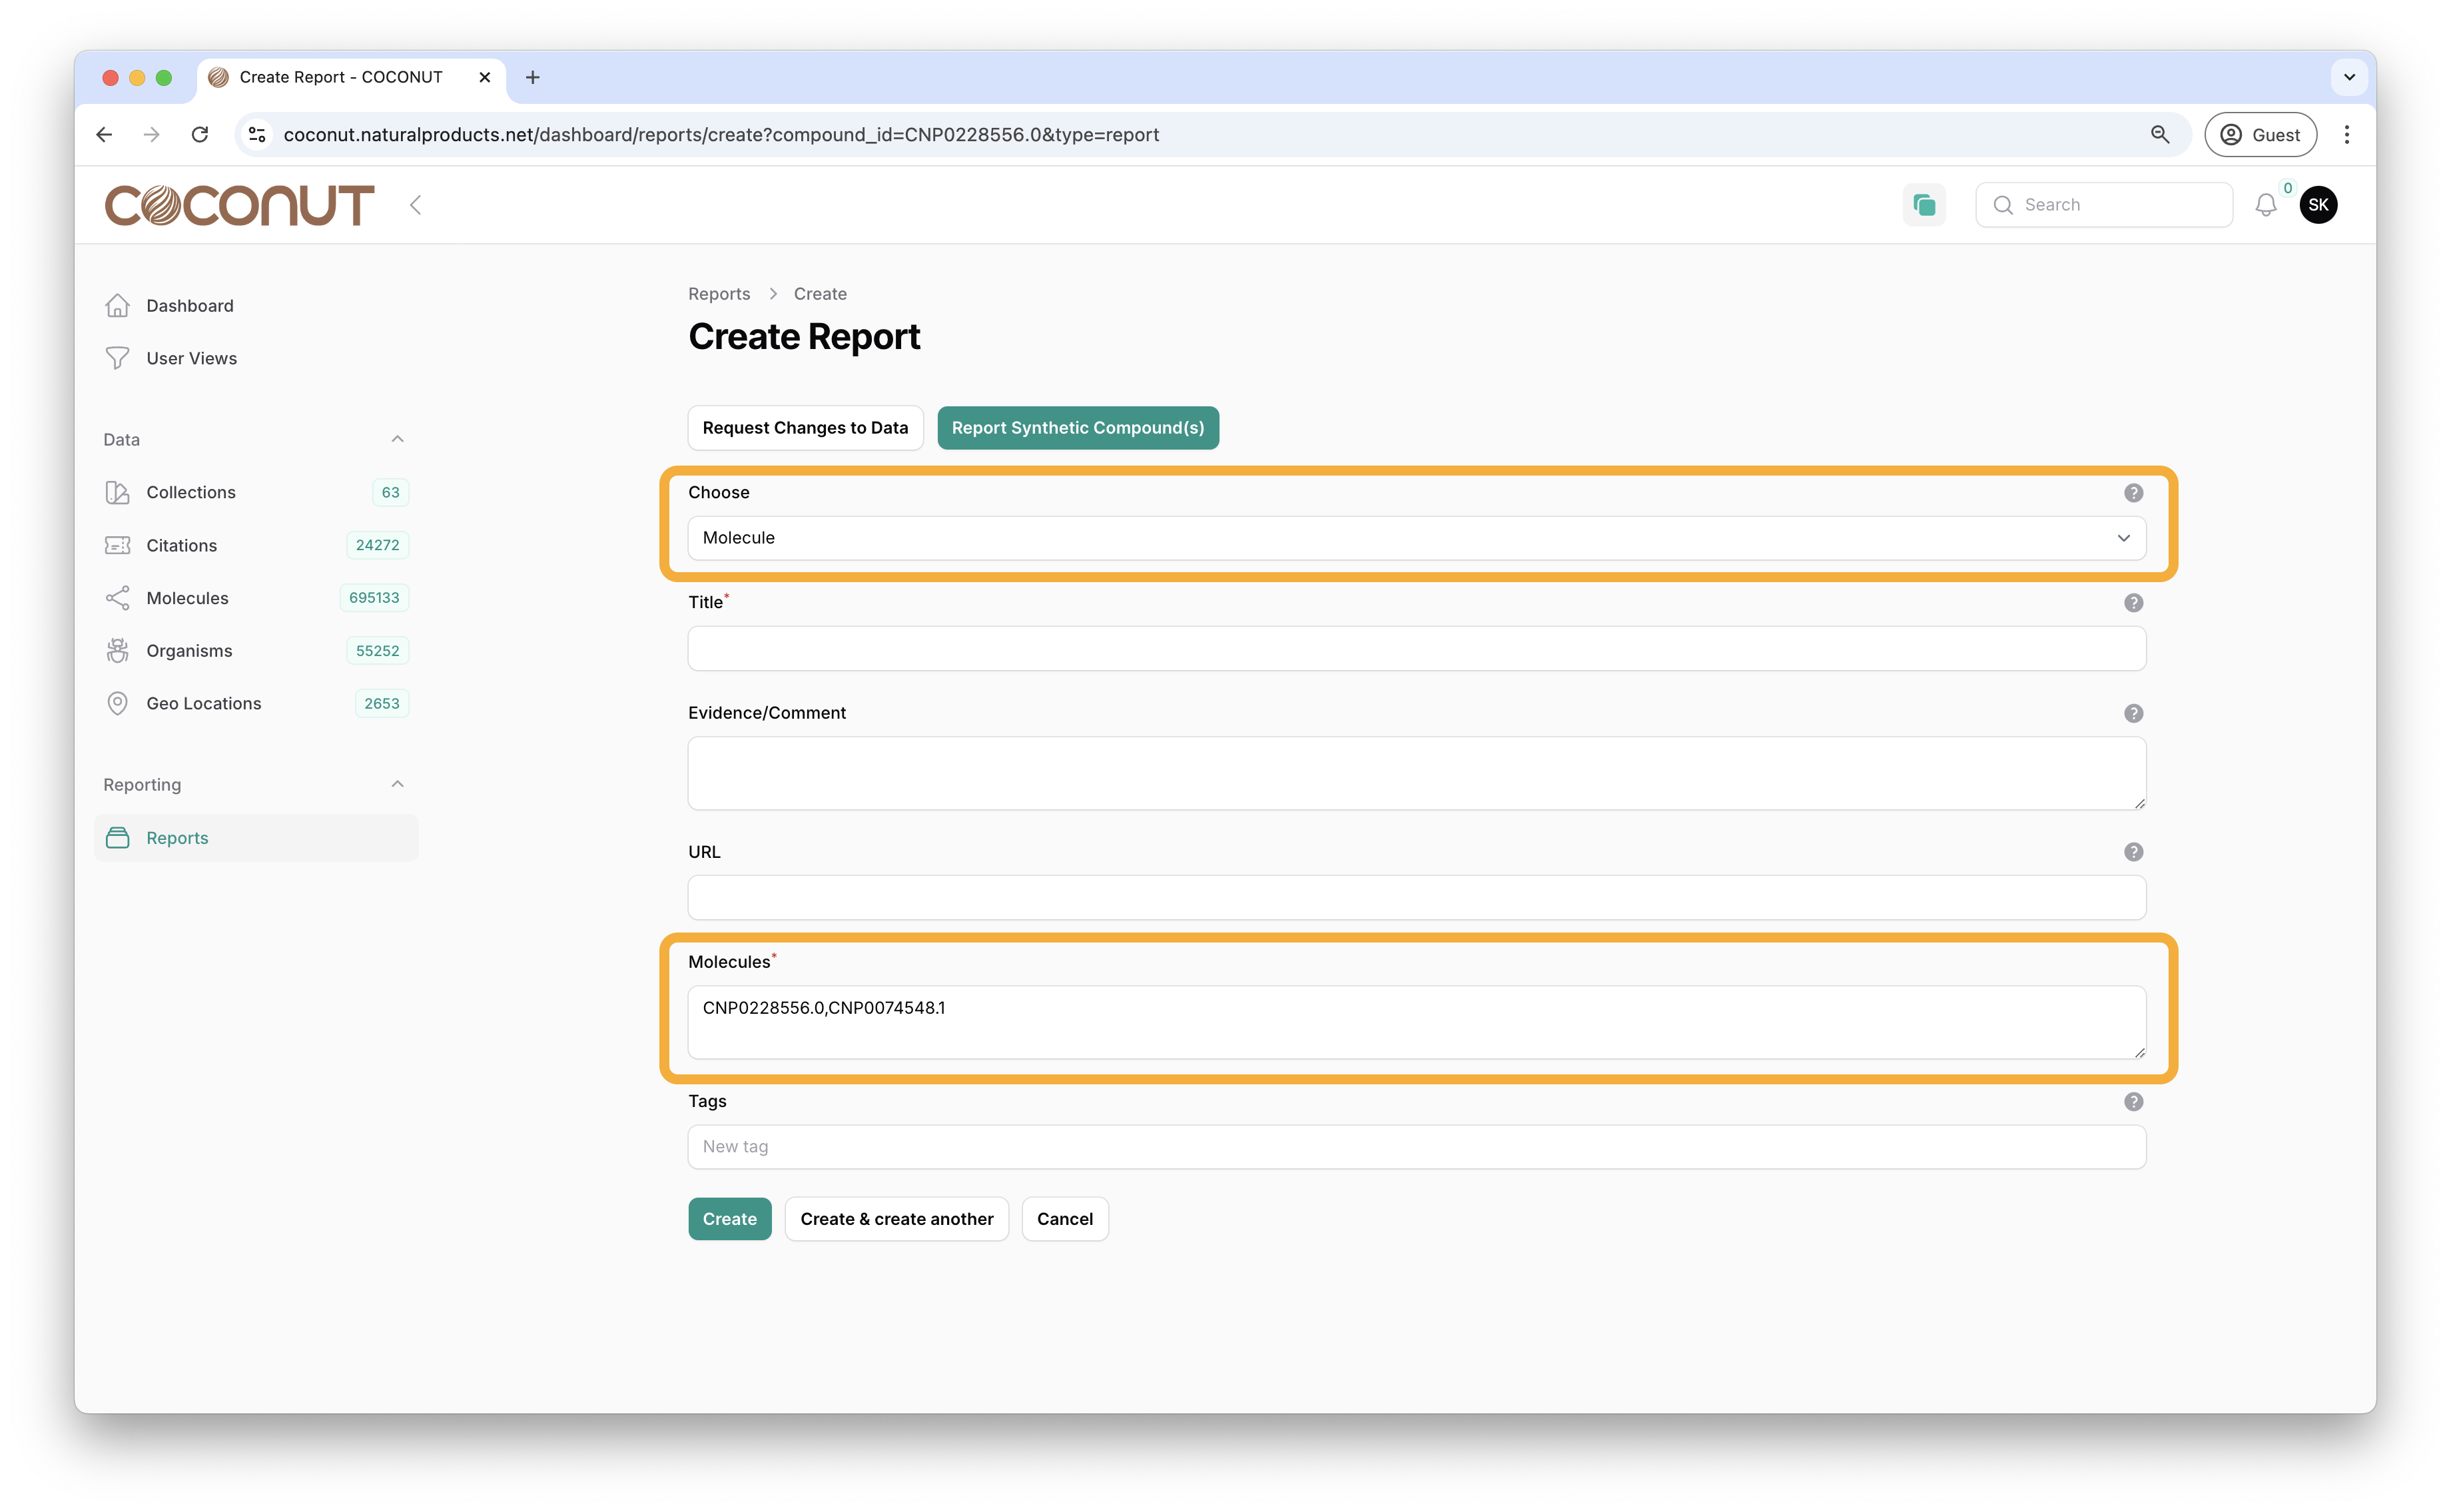 Create Report - COCONUT
coconut.naturalproducts.net/dashboard/reports/create?compound_id=CNP0228556.0&type=report
Guest
COCONUT
Search
0
SK
Dashboard
User Views
Data
Collections 63
Citations 24272
Molecules 695133
Organisms 55252
Geo Locations 2653
Reporting
Reports
Reports > Create
Create Report
Request Changes to Data
Report Synthetic Compound(s)
Choose
Molecule
Title*
Evidence/Comment
URL
Molecules*
CNP0228556.0,CNP0074548.1
Tags
New tag
Create
Create & create another
Cancel